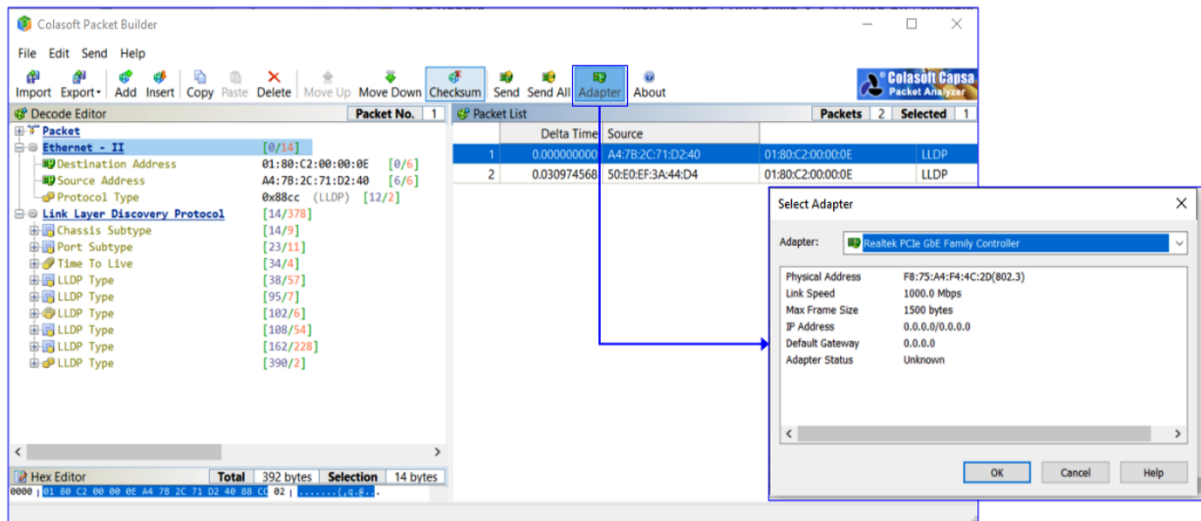 Colasoft Packet Builder
File Edit Send Help
Import Export Add Insert Copy Paste Delete Move Up Move Down Checksum Send Send All Adapter About
Colasoft Capsa
Packet Analyzer
Decode Editor Packet No. 1
Packet
Ethernet - II [0/14]
Destination Address 01:80:C2:00:00:0E [0/6]
Source Address A4:7B:2C:71:D2:40 [6/6]
Protocol Type 0x88cc (LLDP) [12/2]
Link Layer Discovery Protocol [14/378]
Chassis Subtype [14/9]
Port Subtype [23/11]
Time To Live [34/4]
LLDP Type [38/57]
LLDP Type [95/7]
LLDP Type [102/6]
LLDP Type [108/54]
LLDP Type [162/228]
LLDP Type [390/2]
Hex Editor Total 392 bytes Selection 14 bytes
0000 01 80 C2 00 00 0E A4 7B 2C 71 D2 40 88 CC 02 .......{,q.@...
Packet List Packets 2 Selected 1
Delta Time Source
1 0.000000000 A4:7B:2C:71:D2:40 01:80:C2:00:00:0E LLDP
2 0.030974568 50:E0:EF:3A:44:D4 01:80:C2:00:00:0E LLDP
Select Adapter
Adapter: Realtek PCIe GbE Family Controller
Physical Address F8:75:A4:F4:4C:2D(802.3)
Link Speed 1000.0 Mbps
Max Frame Size 1500 bytes
IP Address 0.0.0.0/0.0.0.0
Default Gateway 0.0.0.0
Adapter Status Unknown
OK Cancel Help